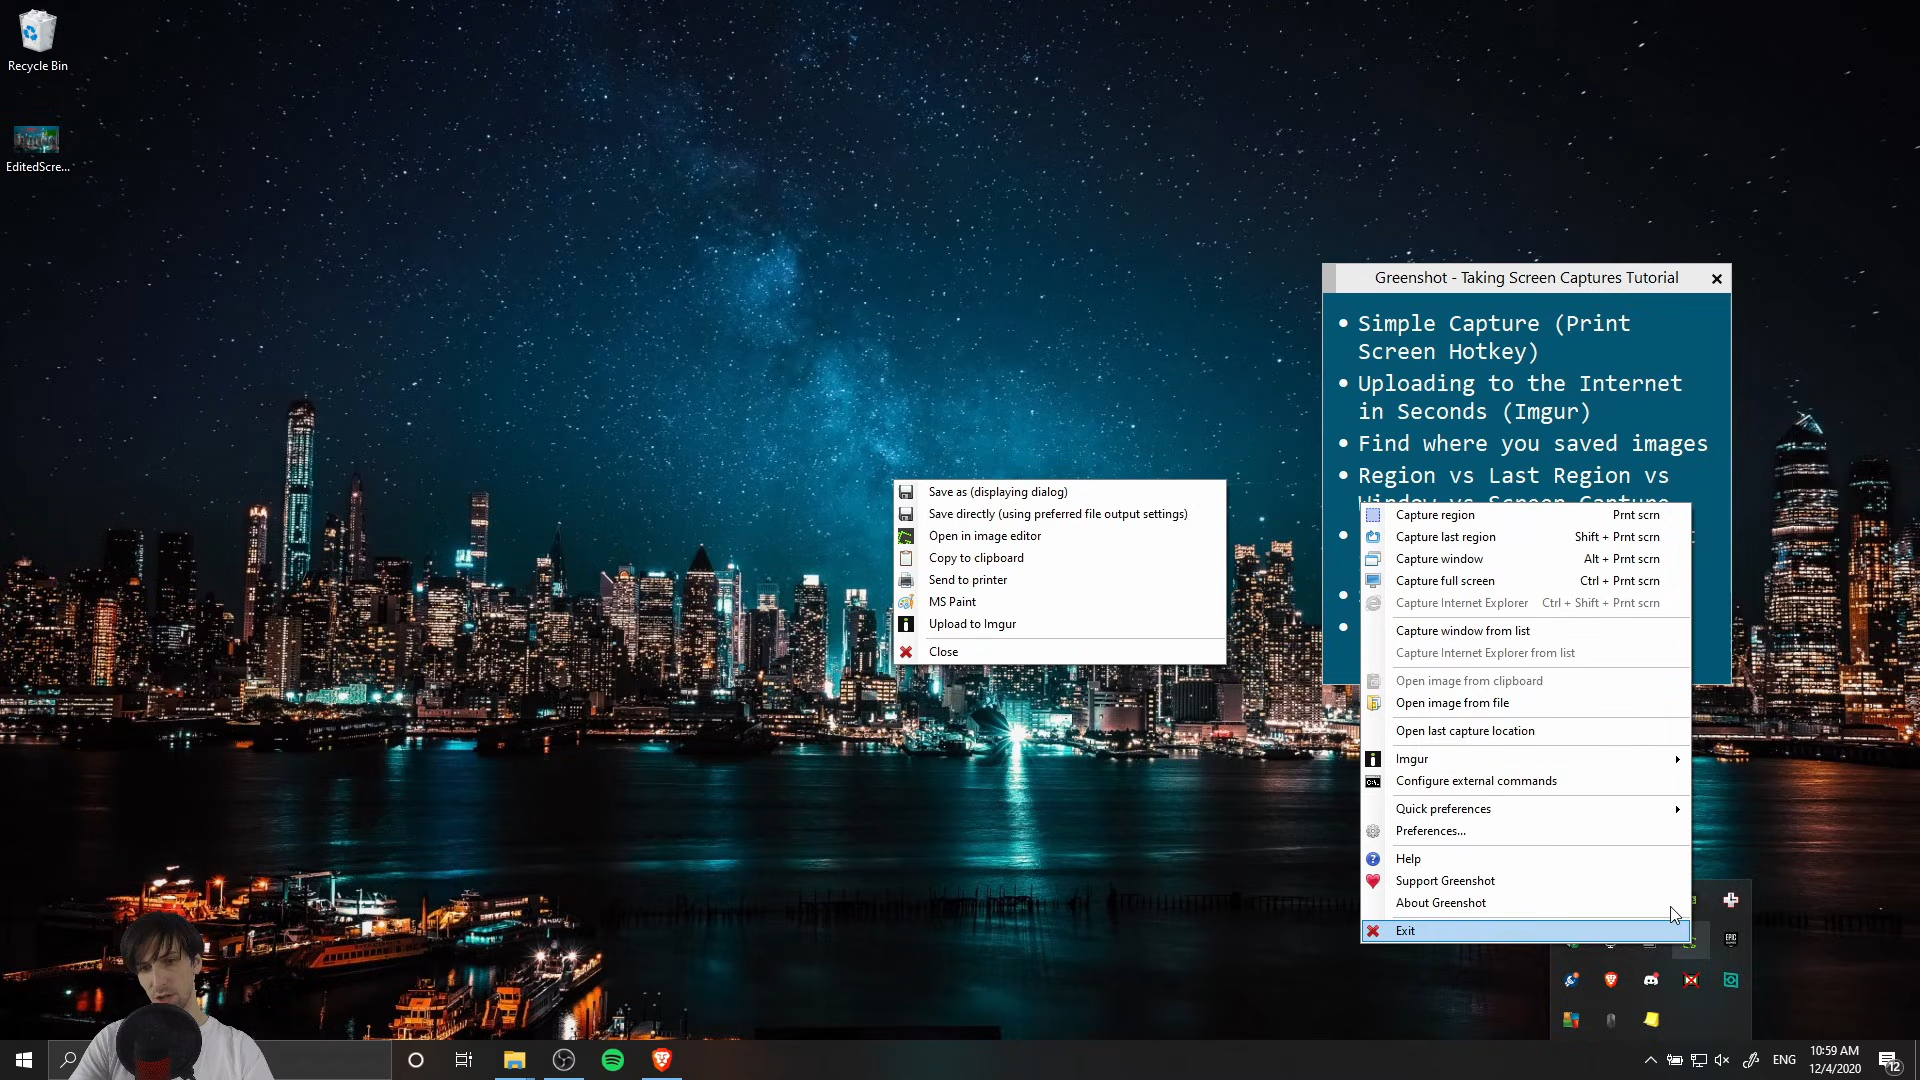 Recycle Bin
EditedScre...
Greenshot - Taking Screen Captures Tutorial
• Simple Capture (Print
Screen Hotkey)
• Uploading to the Internet
in Seconds (Imgur)
• Find where you saved images
• Region vs Last Region vs
Window vs Screen Capture
Save as (displaying dialog)
Save directly (using preferred file output settings)
Open in image editor
Copy to clipboard
Send to printer
MS Paint
Upload to Imgur
Close
Capture region Prnt scrn
Capture last region Shift + Prnt scrn
Capture window Alt + Prnt scrn
Capture full screen Ctrl + Prnt scrn
Capture Internet Explorer Ctrl + Shift + Prnt scrn
Capture window from list
Capture Internet Explorer from list
Open image from clipboard
Open image from file
Open last capture location
Imgur
Configure external commands
Quick preferences
Preferences...
Help
Support Greenshot
About Greenshot
Exit
EPIC
ENG
10:59 AM
12/4/2020
12